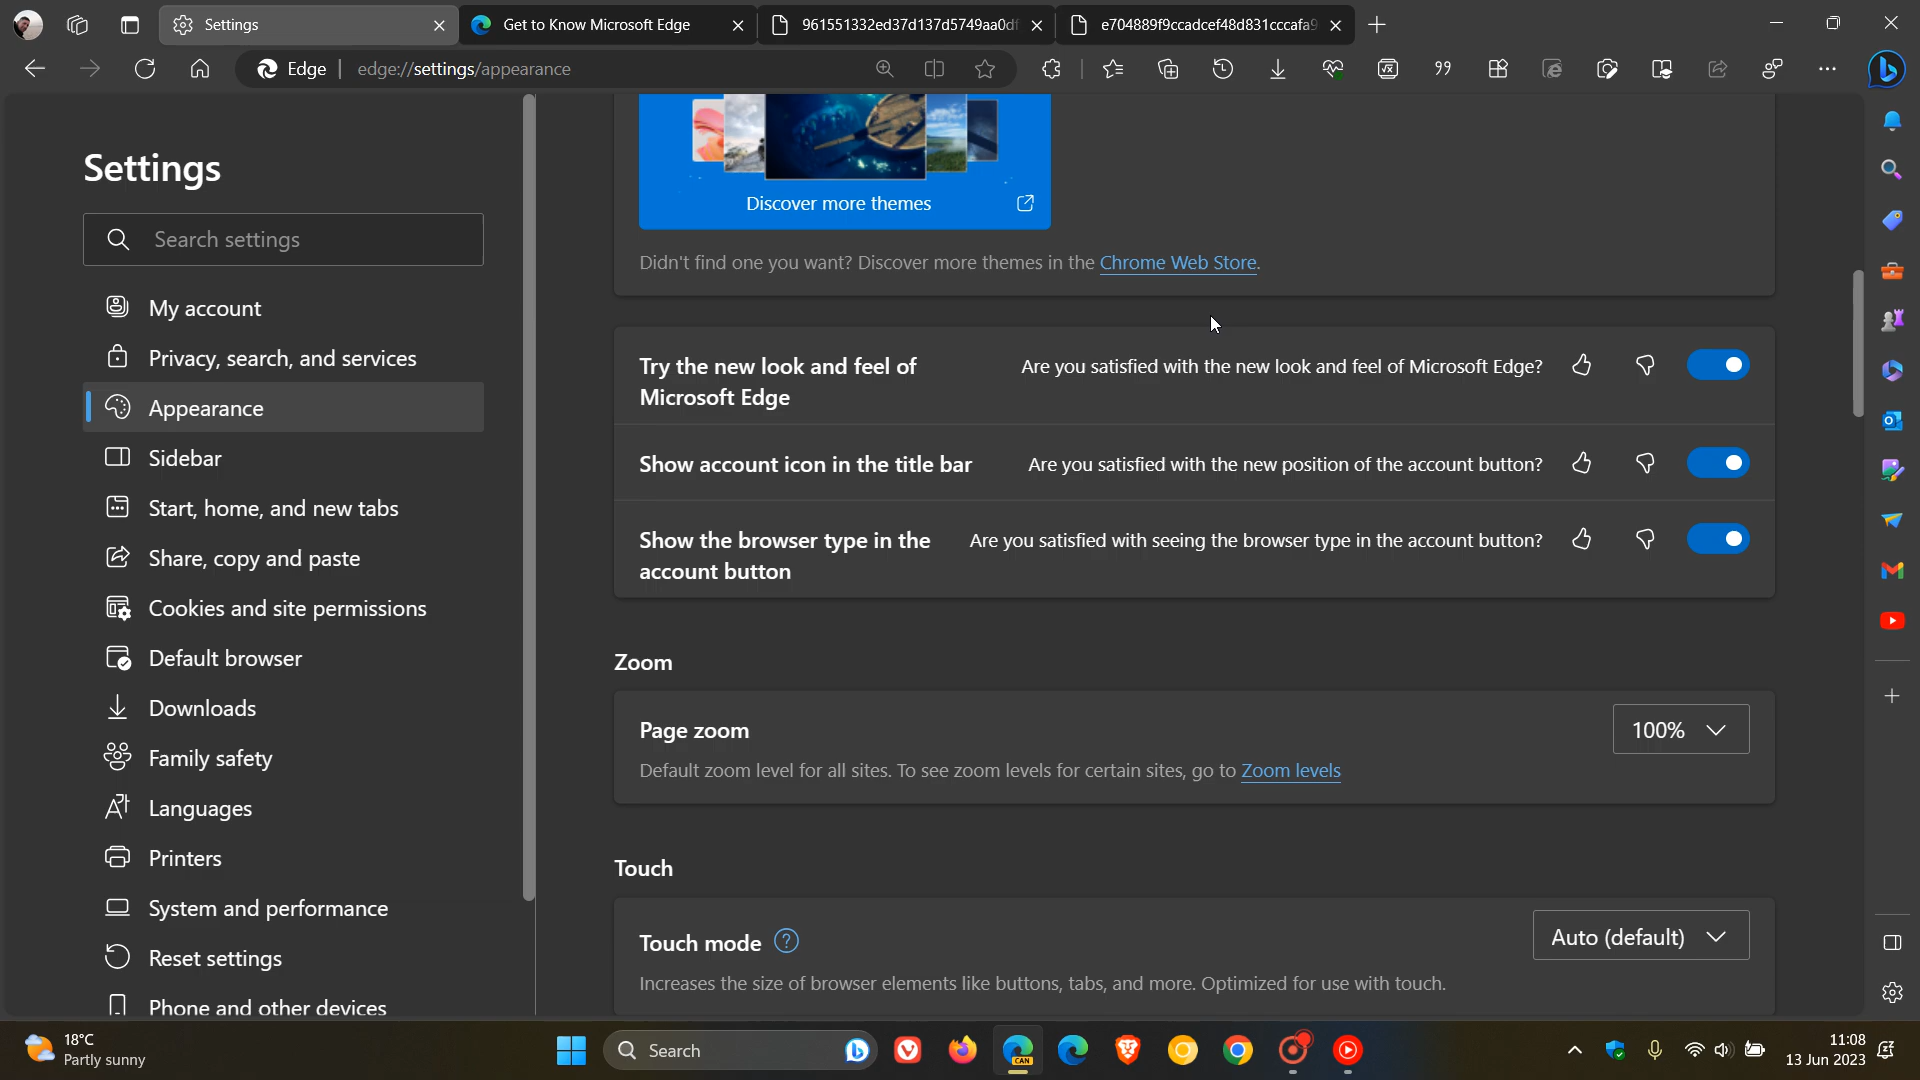 Settings
Get to Know Microsoft Edge
961551332ed37d137d5749aa0df
e704889f9ccadcef48d831cccafa9
Edge
edge://settings/appearance
Settings
Search settings
My account
Privacy, search, and services
Appearance
Sidebar
Start, home, and new tabs
Share, copy and paste
Cookies and site permissions
Default browser
Downloads
Family safety
Languages
Printers
System and performance
Reset settings
Phone and other devices
Discover more themes
Didn't find one you want? Discover more themes in the Chrome Web Store.
Try the new look and feel of
Microsoft Edge
Are you satisfied with the new look and feel of Microsoft Edge?
Show account icon in the title bar
Are you satisfied with the new position of the account button?
Show the browser type in the
account button
Are you satisfied with seeing the browser type in the account button?
Zoom
Page zoom
100%
Default zoom level for all sites. To see zoom levels for certain sites, go to Zoom levels
Touch
Touch mode
Auto (default)
Increases the size of browser elements like buttons, tabs, and more. Optimized for use with touch.
18°C
Partly sunny
Search
CAN
11:08
13 Jun 2023